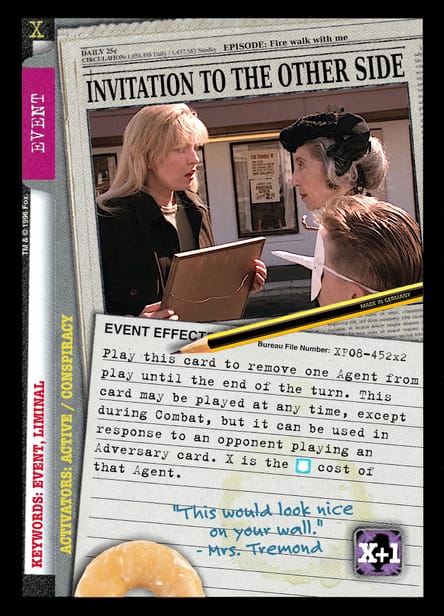 X
EVENT
TM & © 1996 Fox.
KEYWORDS: EVENT, LIMINAL
ACTIVATORS: ACTIVE / CONSPIRACY
DAILY 25¢
EPISODE: Fire walk with me
INVITATION TO THE OTHER SIDE
MADE IN GERMANY
EVENT EFFECT
Bureau File Number: XF08-452x2
Play this card to remove one Agent from
play until the end of the turn. This
card may be played at any time, except
during Combat, but it can be used in
response to an opponent playing an
Adversary card. X is the cost of
that Agent.
"This would look nice
on your wall."
- Mrs. Tremond
X+1